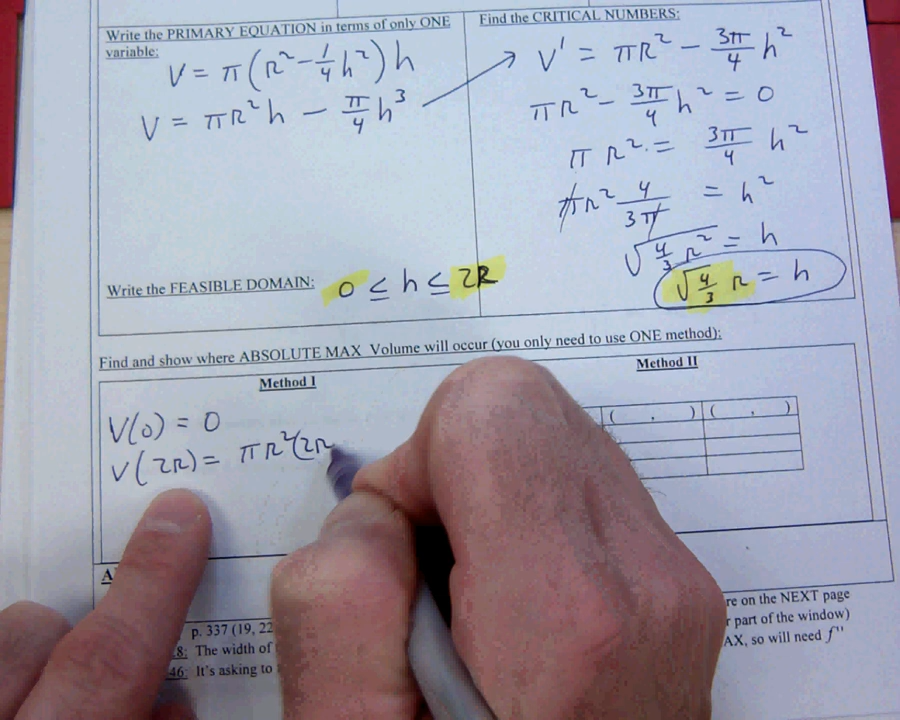 Write the PRIMARY EQUATION in terms of only ONE
variable:
V = π(R² - 1/4 h²) h
V = πR²h - π/4 h³
Write the FEASIBLE DOMAIN:
0 ≤ h ≤ 2R
Find the CRITICAL NUMBERS:
V' = πR² - 3π/4 h²
πR² - 3π/4 h² = 0
πR² = 3π/4 h²
πR² 4/3π = h²
√(4/3 R²) = h
√(4/3) R = h
Find and show where ABSOLUTE MAX Volume will occur (you only need to use ONE method):
Method I
V(0) = 0
V(2R) = πR²(2R
Method II
( , ) ( , )
A
re on the NEXT page
p. 337 (19, 22
r part of the window)
8: The width of
AX, so will need f"
46: It's asking to